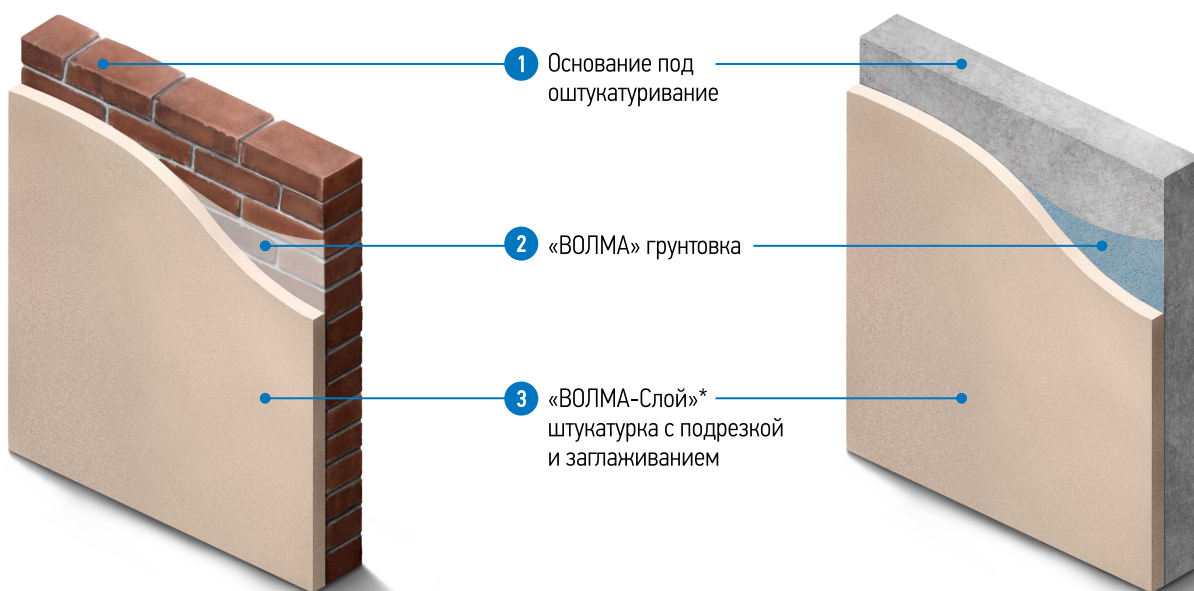 1 Основание под
оштукатуривание
2 «ВОЛМА» грунтовка
3 «ВОЛМА-Слой»*
штукатурка с подрезкой
и заглаживанием